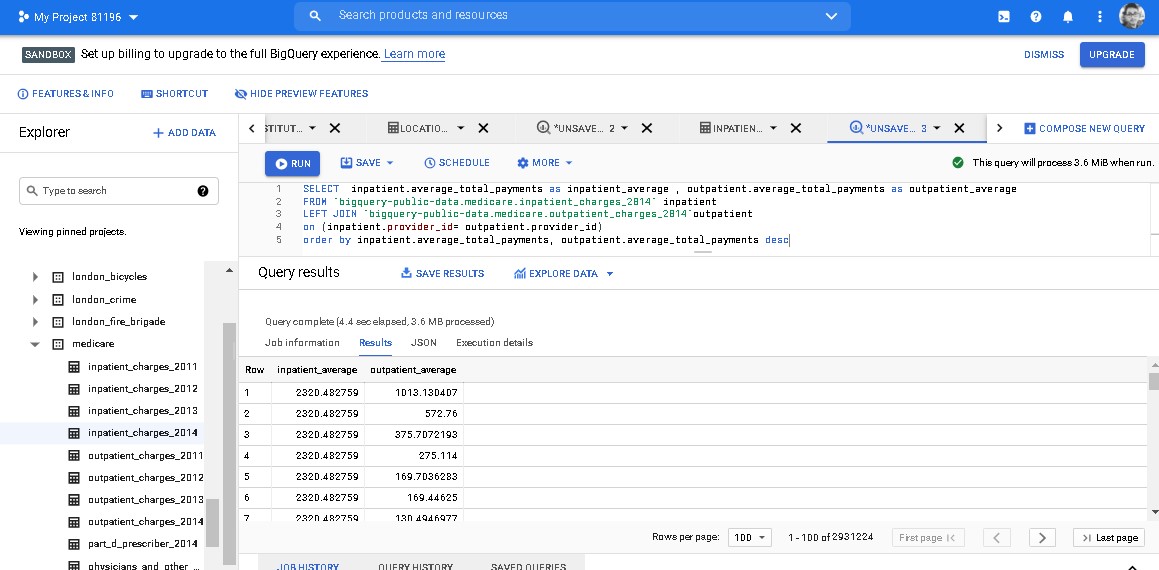 My Project 81196
Search products and resources
SANDBOX Set up billing to upgrade to the full BigQuery experience. Learn more
DISMISS UPGRADE
FEATURES & INFO SHORTCUT HIDE PREVIEW FEATURES
Explorer + ADD DATA
STITUT... LOCATIO... *UNSAVE... 2 INPATIEN... *UNSAVE... 3 COMPOSE NEW QUERY
RUN SAVE SCHEDULE MORE This query will process 3.6 MiB when run.
Type to search
Viewing pinned projects.
london_bicycles
london_crime
london_fire_brigade
medicare
inpatient_charges_2011
inpatient_charges_2012
inpatient_charges_2013
inpatient_charges_2014
outpatient_charges_2011
outpatient_charges_2012
outpatient_charges_2013
outpatient_charges_2014
part_d_prescriber_2014
physicians_and_other_...
1 SELECT inpatient.average_total_payments as inpatient_average , outpatient.average_total_payments as outpatient_average
2 FROM `bigquery-public-data.medicare.inpatient_charges_2014` inpatient
3 LEFT JOIN `bigquery-public-data.medicare.outpatient_charges_2014`outpatient
4 on (inpatient.provider_id= outpatient.provider_id)
5 order by inpatient.average_total_payments, outpatient.average_total_payments desc
Query results SAVE RESULTS EXPLORE DATA
Query complete (4.4 sec elapsed, 3.6 MB processed)
Job information Results JSON Execution details
Row inpatient_average outpatient_average
1 2320.482759 1013.130407
2 2320.482759 572.76
3 2320.482759 375.7072193
4 2320.482759 275.114
5 2320.482759 169.7036283
6 2320.482759 169.44625
7 2320.482759 130.4946977
Rows per page: 100 1 - 100 of 2931224 First page Last page
JOB HISTORY QUERY HISTORY SAVED QUERIES